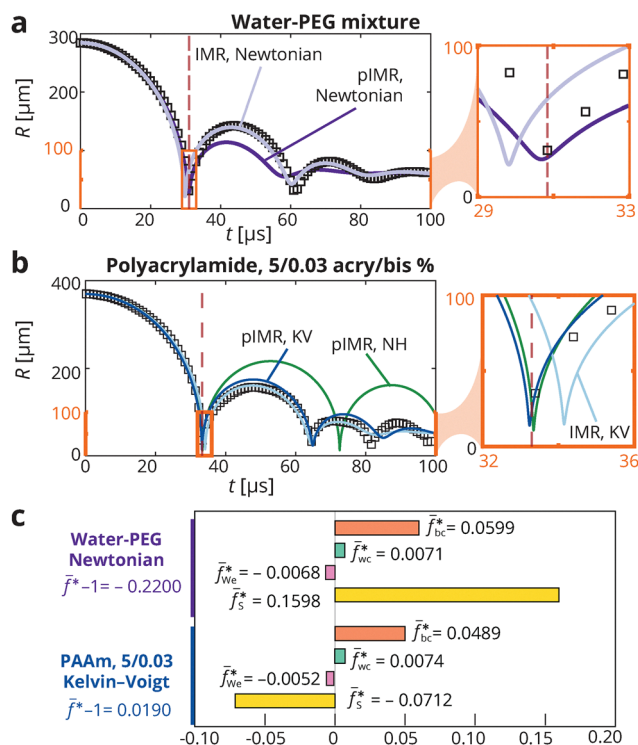 a
Water-PEG mixture
300
200
100
0
R [μm]
IMR, Newtonian
pIMR,
Newtonian
0 20 40 60 80 100
t [μs]
100
0
29 33
b
Polyacrylamide, 5/0.03 acry/bis %
400
200
100
0
R [μm]
pIMR, KV
pIMR, NH
0 20 40 60 80 100
t [μs]
100
0
IMR, KV
32 36
c
Water-PEG
Newtonian
f̄*–1= – 0.2200
f̄*bc= 0.0599
f̄*wc = 0.0071
f̄*We= – 0.0068
f̄*S = 0.1598
PAAm, 5/0.03
Kelvin–Voigt
f̄*–1= 0.0190
f̄*bc= 0.0489
f̄*wc = 0.0074
f̄*We= –0.0052
f̄*S = – 0.0712
-0.10 -0.05 0 0.05 0.10 0.15 0.20